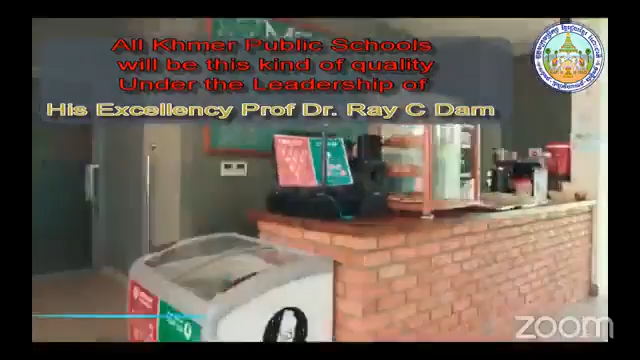 All Khmer Public Schools
will be this kind of quality
Under the Leadership of
His Excellency Prof Dr. Ray C Dam
zoom